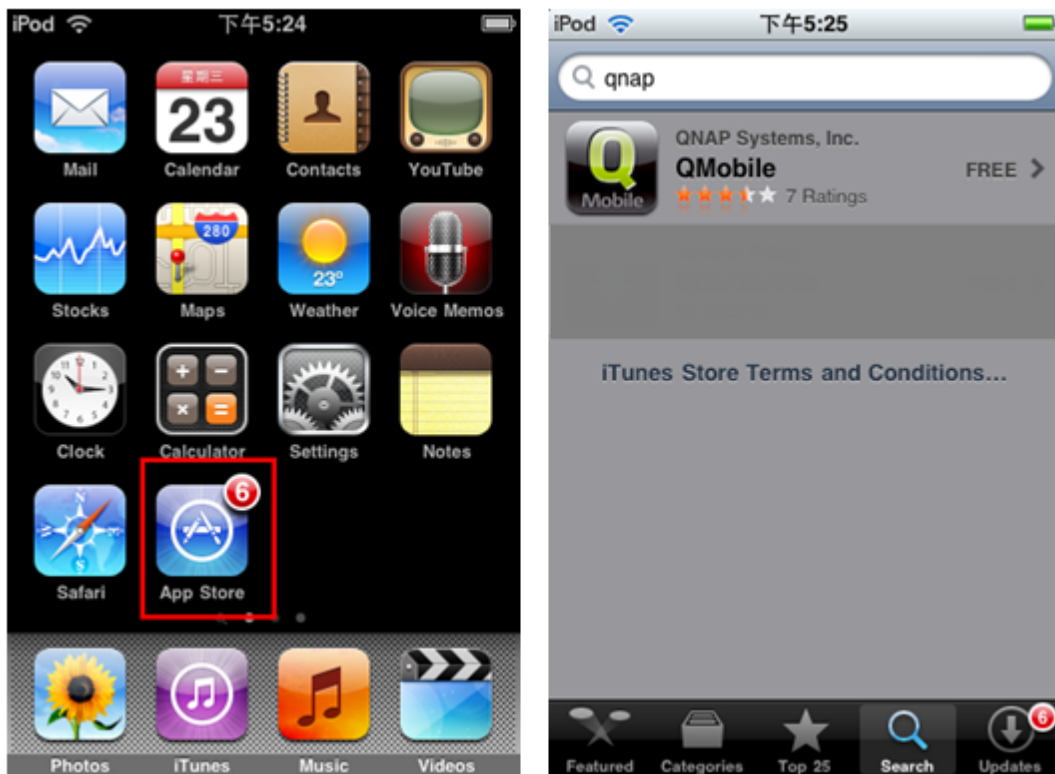 iPod 下午5:24
星期三
23
Mail Calendar Contacts YouTube
280
23°
Stocks Maps Weather Voice Memos
Clock Calculator Settings Notes
6
Safari App Store
Photos iTunes Music Videos
iPod 下午5:25
qnap
QNAP Systems, Inc.
QMobile
FREE
7 Ratings
Q
Mobile
iTunes Store Terms and Conditions...
6
Featured Categories Top 25 Search Updates